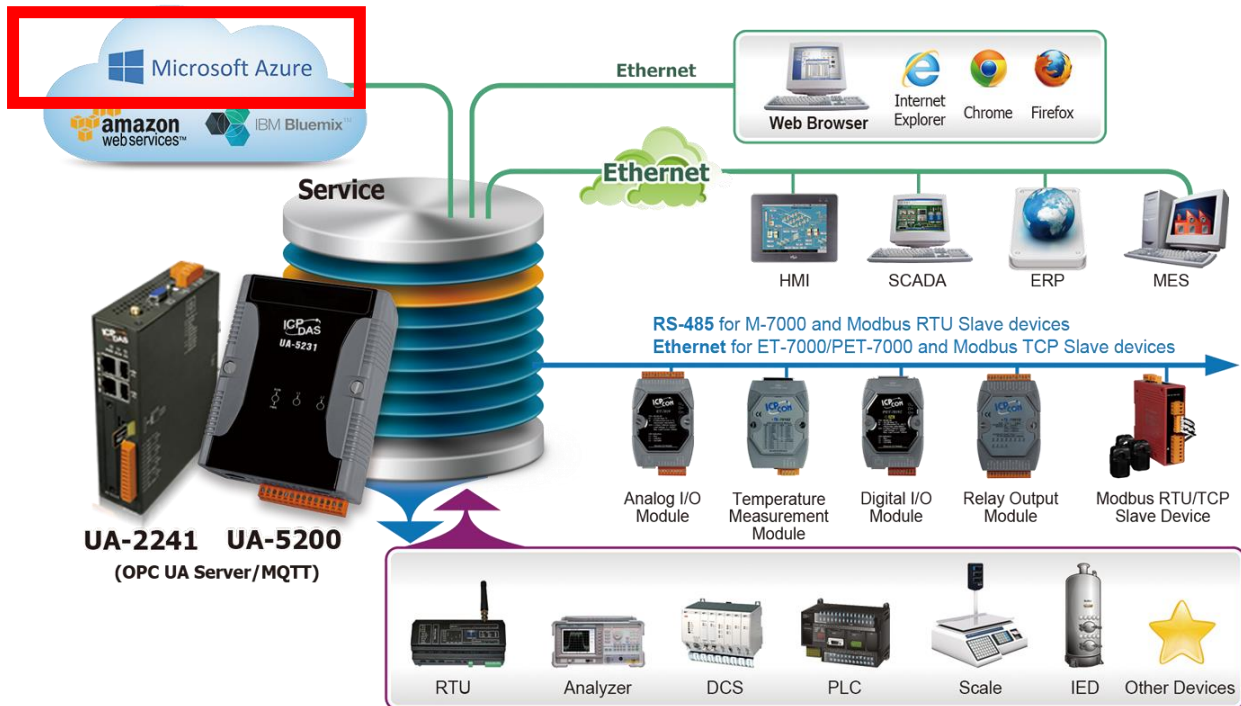 Microsoft Azure
amazon
webservices™
IBM Bluemix™
Ethernet
Web Browser
Internet
Explorer
Chrome
Firefox
Ethernet
Service
HMI
SCADA
ERP
MES
ICP DAS
UA-5231
RS-485 for M-7000 and Modbus RTU Slave devices
Ethernet for ET-7000/PET-7000 and Modbus TCP Slave devices
Analog I/O
Module
Temperature
Measurement
Module
Digital I/O
Module
Relay Output
Module
Modbus RTU/TCP
Slave Device
UA-2241
UA-5200
(OPC UA Server/MQTT)
RTU
Analyzer
DCS
PLC
Scale
IED
Other Devices